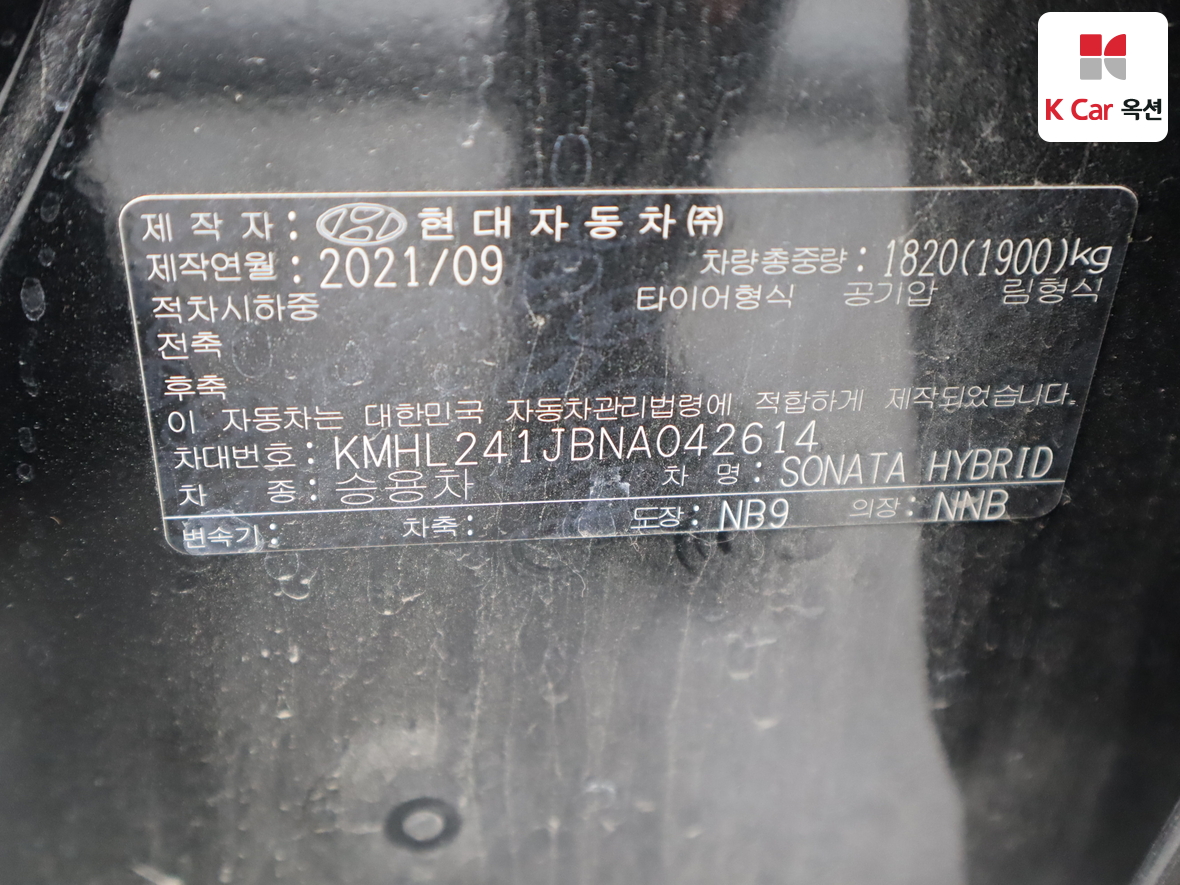 K Car 옥션
제 작 자 : 현 대 자 동 차 ㈜
제작연월 : 2021/09 차량총중량 : 1820(1900)kg
적차시하중 타이어형식 공기압 림형식
전축
후축
이 자동차는 대한민국 자동차관리법령에 적합하게 제작되었습니다.
차대번호 : KMHL241JBNA042614
차 종 : 승용차 차 명 : SONATA HYBRID
변속기 : 차축 : 도장 : NB9 의장 : NNB